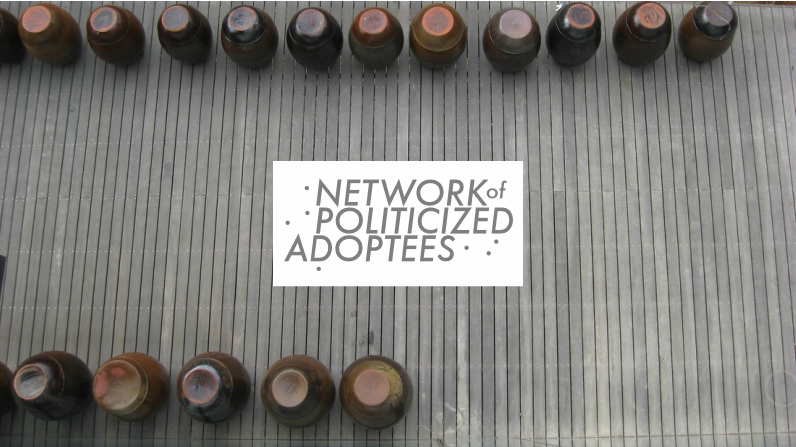 NETWORK of
POLITICIZED
ADOPTEES